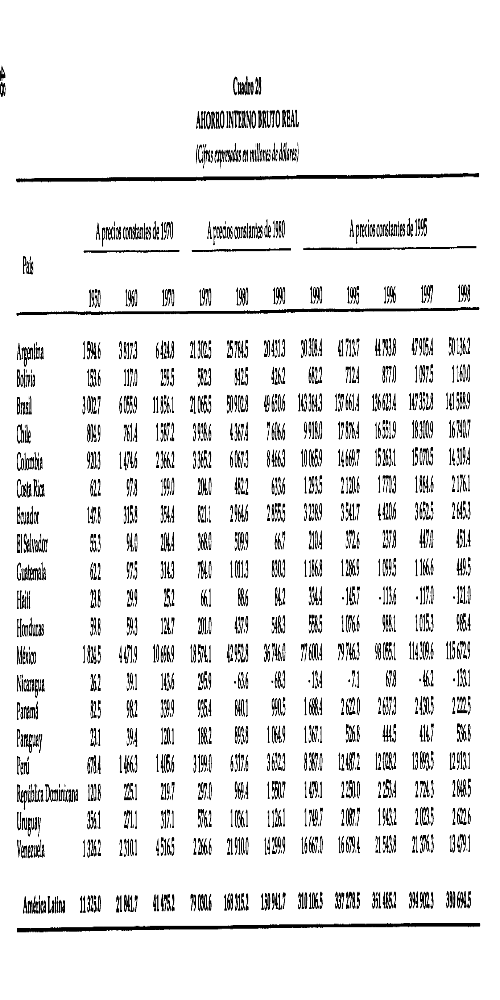 48
Cuadro 28
AHORRO INTERNO BRUTO REAL
(Cifras expresadas en millones de dólares)
A precios constantes de 1970 A precios constantes de 1980 A precios constantes de 1995
País
1950 1960 1970 1970 1980 1990 1990 1995 1996 1997 1998
Argentina 1 594.6 3 817.3 6 424.8 21 302.5 25 784.5 20 431.3 30 308.4 41 713.7 44 793.8 47 905.4 50 136.2
Bolivia 153.6 117.0 259.5 582.3 842.5 426.2 682.2 712.4 877.0 1 097.5 1 160.0
Brasil 3 002.7 6 055.9 11 856.1 21 065.5 50 902.8 49 650.6 143 384.3 137 661.4 136 623.4 147 352.8 141 588.9
Chile 804.9 761.4 1 587.2 3 938.6 4 367.4 7 606.6 9 918.0 17 876.4 16 551.9 18 300.9 16 740.7
Colombia 920.3 1 474.6 2 366.2 3 365.2 6 067.3 8 466.3 10 065.9 14 669.7 15 263.1 15 070.5 14 319.4
Costa Rica 62.2 97.8 199.0 204.0 482.2 633.6 1 293.5 2 120.6 1 770.3 1 884.6 2 176.1
Ecuador 147.8 315.8 354.4 821.1 2 964.6 2 855.5 3 238.9 3 541.7 4 420.6 3 652.5 2 645.3
El Salvador 55.3 94.0 204.4 368.0 509.9 66.7 210.4 372.6 237.8 447.0 451.4
Guatemala 62.2 97.5 314.3 784.0 1 011.3 830.3 1 186.8 1 286.9 1 099.5 1 166.6 449.5
Haití 23.8 29.9 25.2 66.1 88.6 84.2 334.4 - 145.7 - 113.6 - 117.0 - 121.0
Honduras 59.8 59.3 124.7 201.0 437.9 548.3 558.5 1 076.6 988.1 1 015.3 985.4
México 1 824.5 4 471.9 10 696.9 18 574.1 42 952.8 36 746.0 77 600.4 79 746.3 98 055.1 114 309.6 115 672.9
Nicaragua 26.2 39.1 143.6 295.9 - 63.6 - 68.3 - 13.4 - 7.1 67.8 - 46.2 - 133.1
Panamá 82.5 98.2 339.9 935.4 840.1 990.5 1 688.4 2 622.0 2 637.3 2 430.5 2 222.5
Paraguay 23.1 39.4 120.1 188.2 893.8 1 064.9 1 367.1 526.8 444.5 414.7 536.8
Perú 678.4 1 466.3 1 405.6 3 199.0 6 317.6 3 632.3 8 387.0 12 487.2 12 028.2 13 893.5 12 913.1
República Dominicana 120.8 225.1 219.7 297.0 969.4 1 550.7 1 479.1 2 250.0 2 253.4 2 724.3 2 848.5
Uruguay 356.1 271.1 317.1 576.2 1 036.1 1 126.1 1 749.7 2 087.7 1 943.2 2 023.5 2 622.6
Venezuela 1 326.2 2 310.1 4 516.5 2 266.6 21 910.0 14 299.9 16 667.0 16 679.4 21 543.8 21 376.3 13 479.1
América Latina 11 325.0 21 841.7 41 475.2 79 030.6 168 315.2 150 941.7 310 106.5 337 278.5 361 485.2 394 902.3 380 694.5